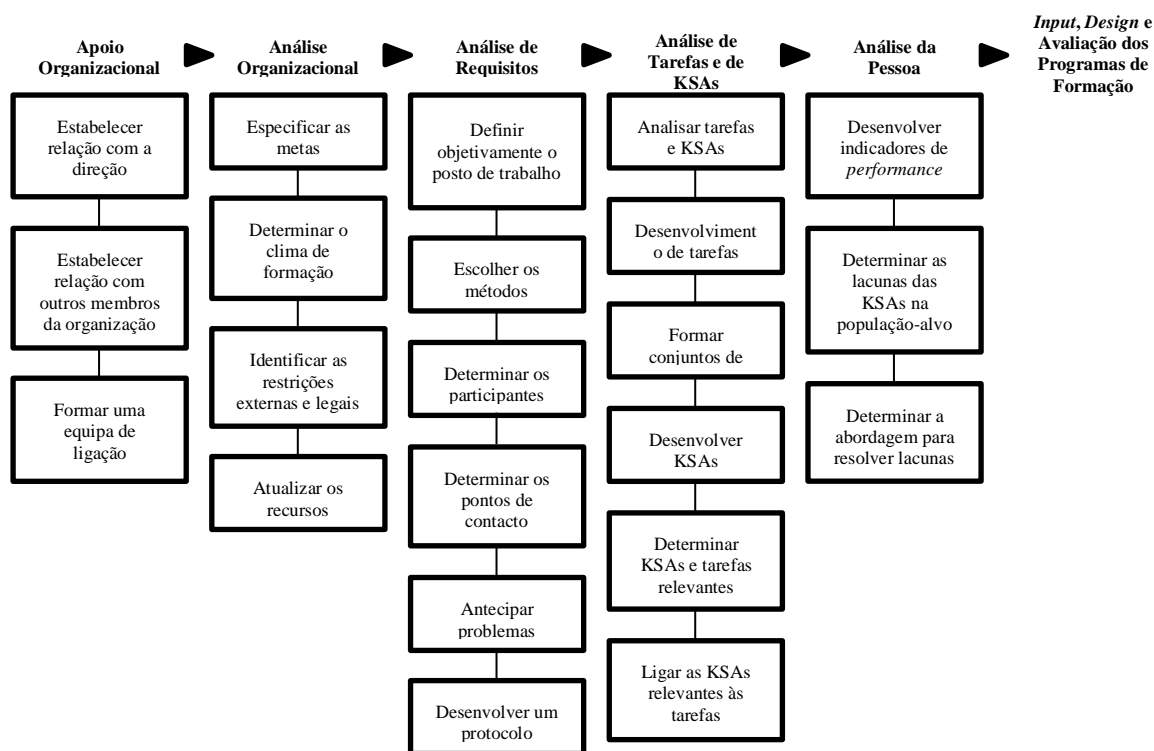 Apoio
Organizacional
Estabelecer
relação com a
direção
Estabelecer
relação com
outros membros
da organização
Formar uma
equipa de
ligação
Análise
Organizacional
Especificar as
metas
Determinar o
clima de
formação
Identificar as
restrições
externas e legais
Atualizar os
recursos
Análise de
Requisitos
Definir
objetivamente o
posto de trabalho
Escolher os
métodos
Determinar os
participantes
Determinar os
pontos de
contacto
Antecipar
problemas
Desenvolver um
protocolo
Análise de
Tarefas e de
KSAs
Analisar tarefas
e KSAs
Desenvolviment
o de tarefas
Formar
conjuntos de
Desenvolver
KSAs
Determinar
KSAs e tarefas
relevantes
Ligar as KSAs
relevantes às
tarefas
Análise da
Pessoa
Desenvolver
indicadores de
performance
Determinar as
lacunas das
KSAs na
população-alvo
Determinar a
abordagem para
resolver lacunas
Input, Design e
Avaliação dos
Programas de
Formação